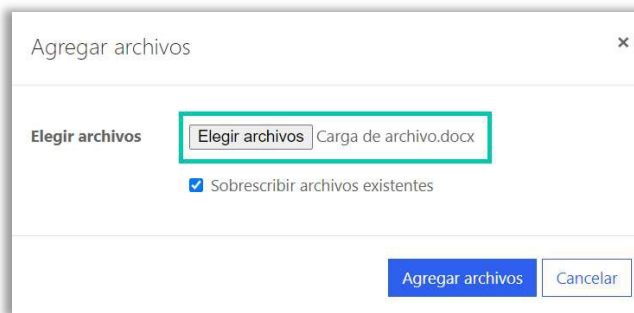 Agregar archivos
×
Elegir archivos Elegir archivos Carga de archivo.docx
Sobrescribir archivos existentes
Agregar archivos Cancelar